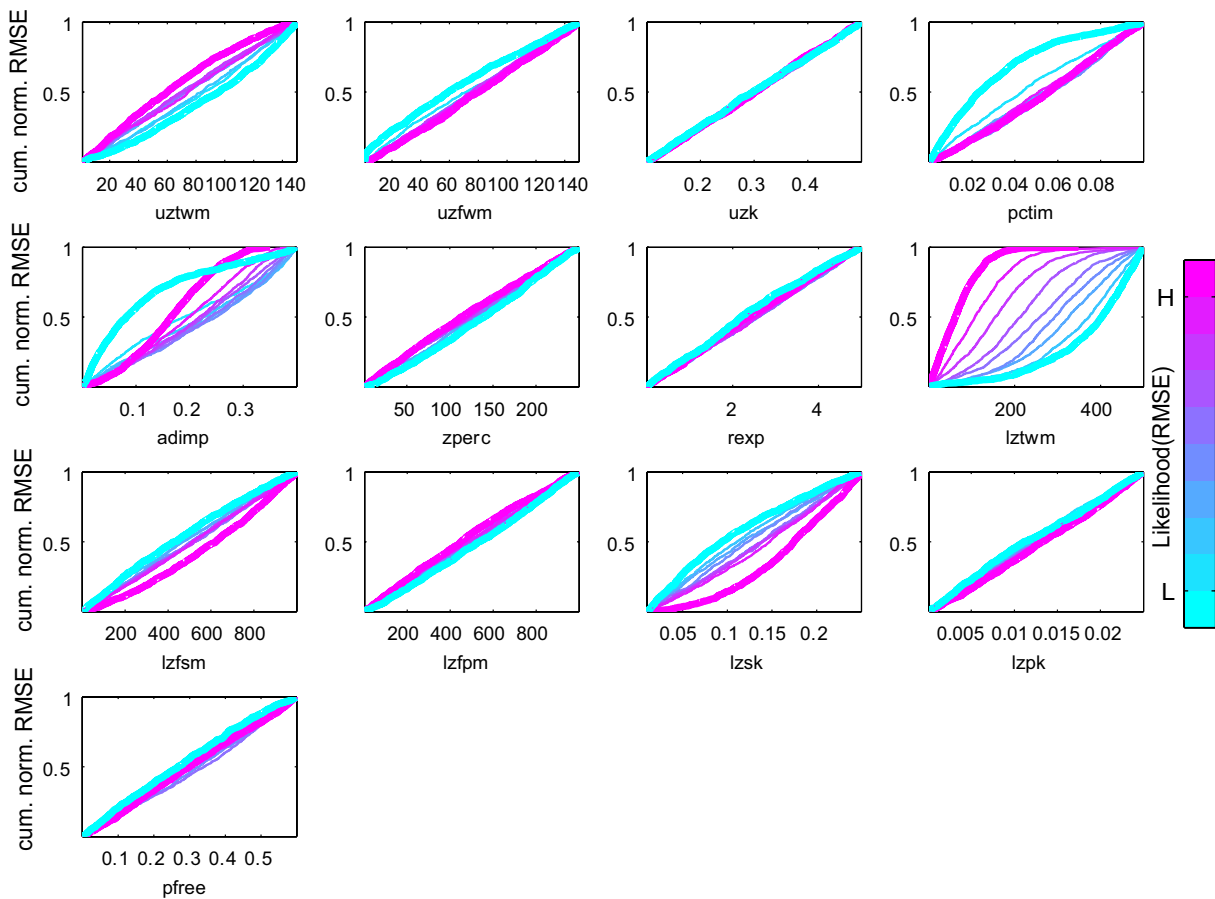 cum. norm. RMSE
1
0.5
20 40 60 80 100 120 140
uztwm
1
0.5
20 40 60 80 100 120 140
uzfwm
1
0.5
0.2 0.3 0.4
uzk
1
0.5
0.02 0.04 0.06 0.08
pctim
cum. norm. RMSE
1
0.5
0.1 0.2 0.3
adimp
1
0.5
50 100 150 200
zperc
1
0.5
2 4
rexp
1
0.5
200 400
lztwm
cum. norm. RMSE
1
0.5
200 400 600 800
lzfsm
1
0.5
200 400 600 800
lzfpm
1
0.5
0.05 0.1 0.15 0.2
lzsk
1
0.5
0.005 0.01 0.015 0.02
lzpk
cum. norm. RMSE
1
0.5
0.1 0.2 0.3 0.4 0.5
pfree
H
Likelihood(RMSE)
L